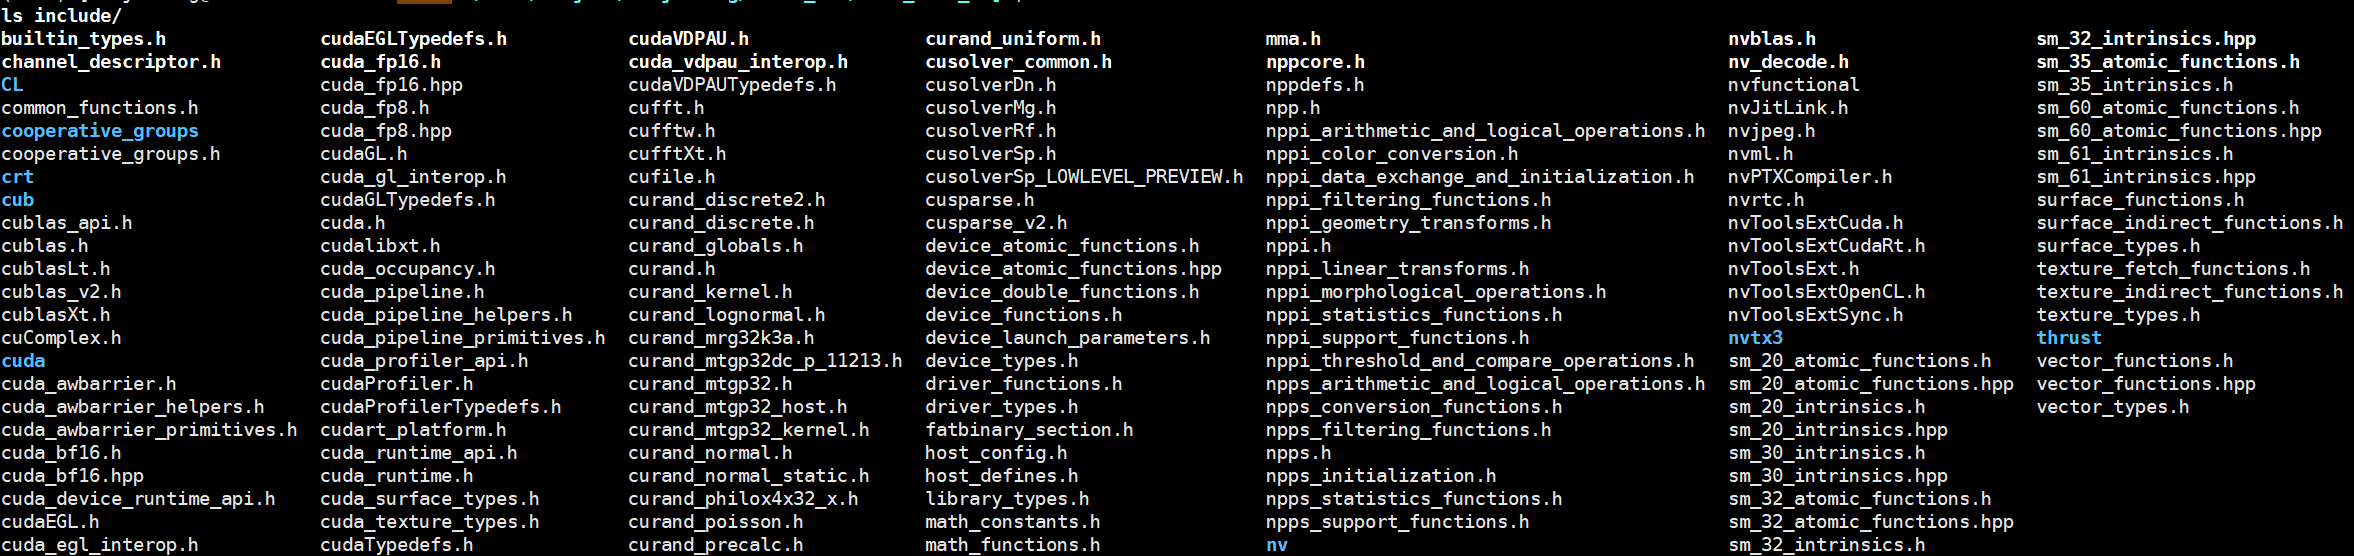 ls include/
builtin_types.h cudaEGLTypedefs.h cudaVDPAU.h curand_uniform.h mma.h nvblas.h sm_32_intrinsics.hpp
channel_descriptor.h cuda_fp16.h cuda_vdpau_interop.h cusolver_common.h nppcore.h nv_decode.h sm_35_atomic_functions.h
CL cuda_fp16.hpp cudaVDPAUTypedefs.h cusolverDn.h nppdefs.h nvfunctional sm_35_intrinsics.h
common_functions.h cuda_fp8.h cufft.h cusolverMg.h npp.h nvJitLink.h sm_60_atomic_functions.h
cooperative_groups cuda_fp8.hpp cufftw.h cusolverRf.h nppi_arithmetic_and_logical_operations.h nvjpeg.h sm_60_atomic_functions.hpp
cooperative_groups.h cudaGL.h cufftXt.h cusolverSp.h nppi_color_conversion.h nvml.h sm_61_intrinsics.h
crt cuda_gl_interop.h cufile.h cusolverSp_LOWLEVEL_PREVIEW.h nppi_data_exchange_and_initialization.h nvPTXCompiler.h sm_61_intrinsics.hpp
cub cudaGLTypedefs.h curand_discrete2.h cusparse.h nppi_filtering_functions.h nvrtc.h surface_functions.h
cublas_api.h cuda.h curand_discrete.h cusparse_v2.h nppi_geometry_transforms.h nvToolsExtCuda.h surface_indirect_functions.h
cublas.h cudalibxt.h curand_globals.h device_atomic_functions.h nppi.h nvToolsExtCudaRt.h surface_types.h
cublasLt.h cuda_occupancy.h curand.h device_atomic_functions.hpp nppi_linear_transforms.h nvToolsExt.h texture_fetch_functions.h
cublas_v2.h cuda_pipeline.h curand_kernel.h device_double_functions.h nppi_morphological_operations.h nvToolsExtOpenCL.h texture_indirect_functions.h
cublasXt.h cuda_pipeline_helpers.h curand_lognormal.h device_functions.h nppi_statistics_functions.h nvToolsExtSync.h texture_types.h
cuComplex.h cuda_pipeline_primitives.h curand_mrg32k3a.h device_launch_parameters.h nppi_support_functions.h nvtx3 thrust
cuda cuda_profiler_api.h curand_mtgp32dc_p_11213.h device_types.h nppi_threshold_and_compare_operations.h sm_20_atomic_functions.h vector_functions.h
cuda_awbarrier.h cudaProfiler.h curand_mtgp32.h driver_functions.h npps_arithmetic_and_logical_operations.h sm_20_atomic_functions.hpp vector_functions.hpp
cuda_awbarrier_helpers.h cudaProfilerTypedefs.h curand_mtgp32_host.h driver_types.h npps_conversion_functions.h sm_20_intrinsics.h vector_types.h
cuda_awbarrier_primitives.h cudart_platform.h curand_mtgp32_kernel.h fatbinary_section.h npps_filtering_functions.h sm_20_intrinsics.hpp
cuda_bf16.h cuda_runtime_api.h curand_normal.h host_config.h npps.h sm_30_intrinsics.h
cuda_bf16.hpp cuda_runtime.h curand_normal_static.h host_defines.h npps_initialization.h sm_30_intrinsics.hpp
cuda_device_runtime_api.h cuda_surface_types.h curand_philox4x32_x.h library_types.h npps_statistics_functions.h sm_32_atomic_functions.h
cudaEGL.h cuda_texture_types.h curand_poisson.h math_constants.h npps_support_functions.h sm_32_atomic_functions.hpp
cuda_egl_interop.h cudaTypedefs.h curand_precalc.h math_functions.h nv sm_32_intrinsics.h